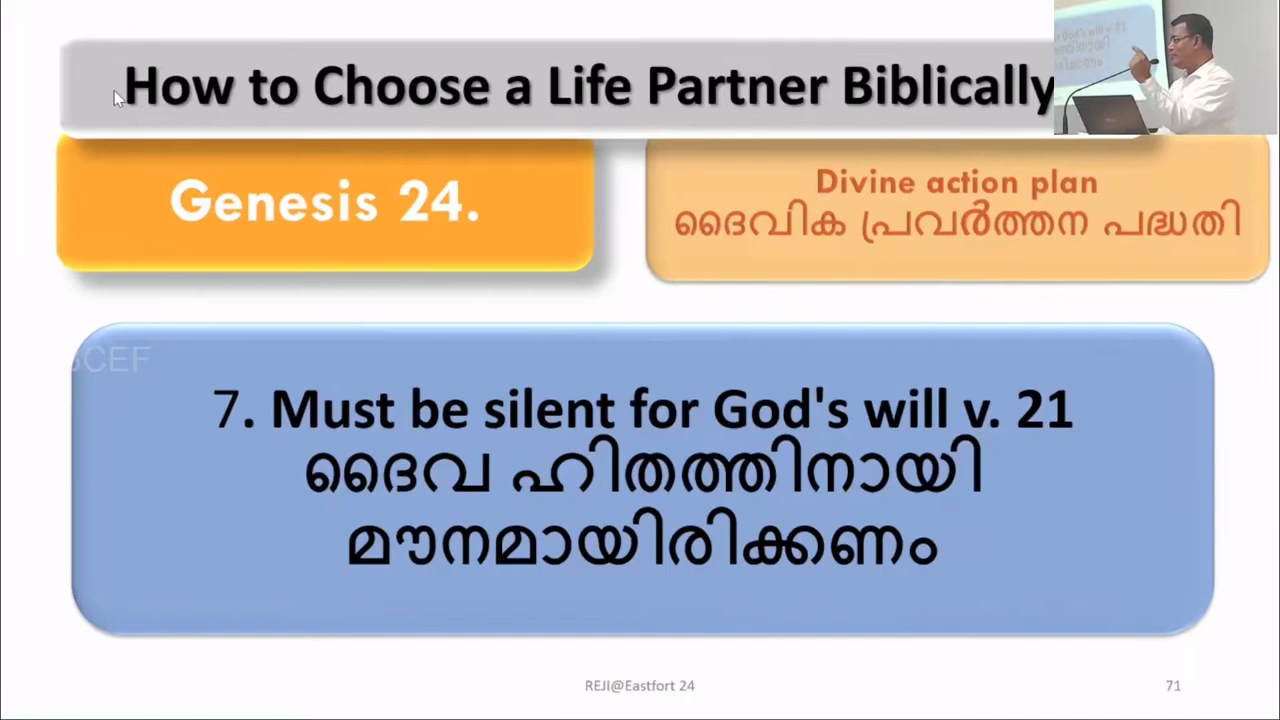 How to Choose a Life Partner Biblically
Genesis 24.
Divine action plan
ദൈവിക പ്രവർത്തന പദ്ധതി
CEF
7. Must be silent for God's will v. 21
ദൈവ ഹിതത്തിനായി
മൗനമായിരിക്കണം
REJI@Eastfort 24
71